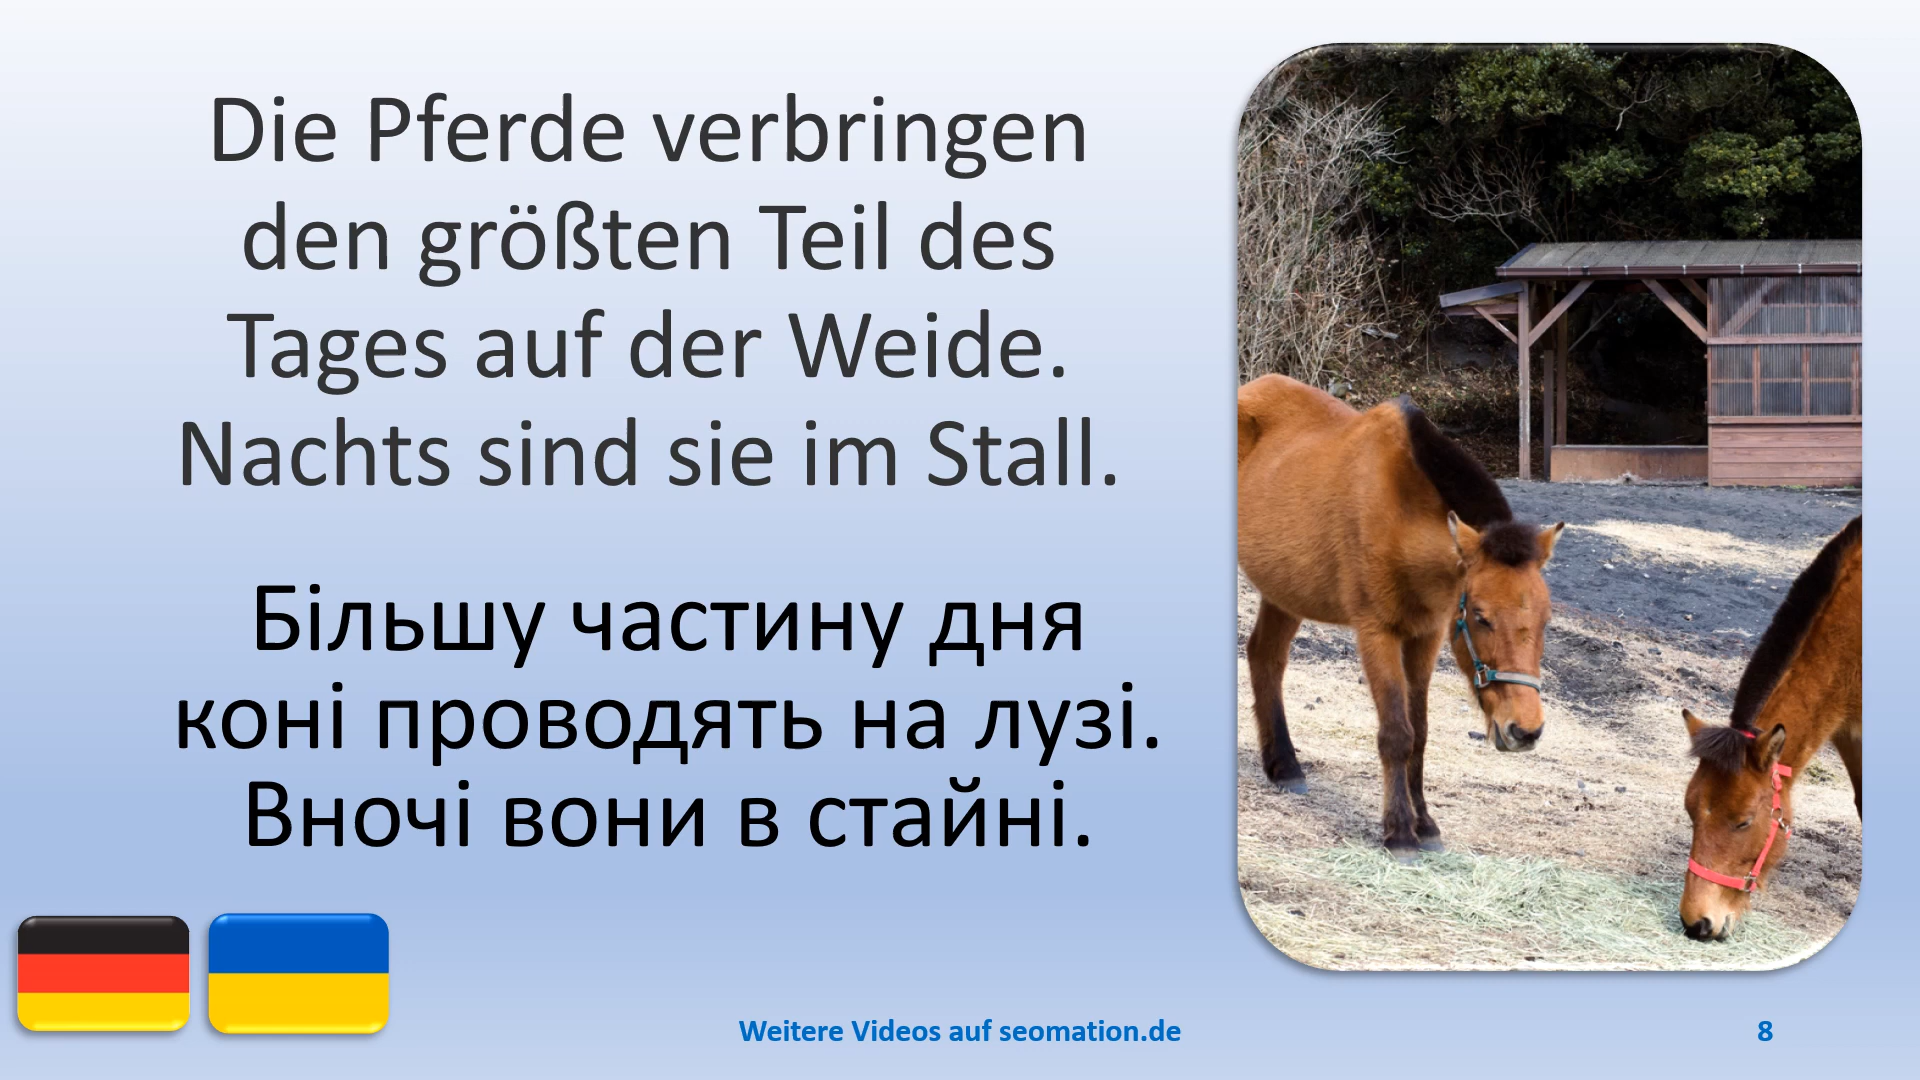 Die Pferde verbringen
den größten Teil des
Tages auf der Weide.
Nachts sind sie im Stall.
Більшу частину дня
коні проводять на лузі.
Вночі вони в стайні.
Weitere Videos auf seomation.de
8